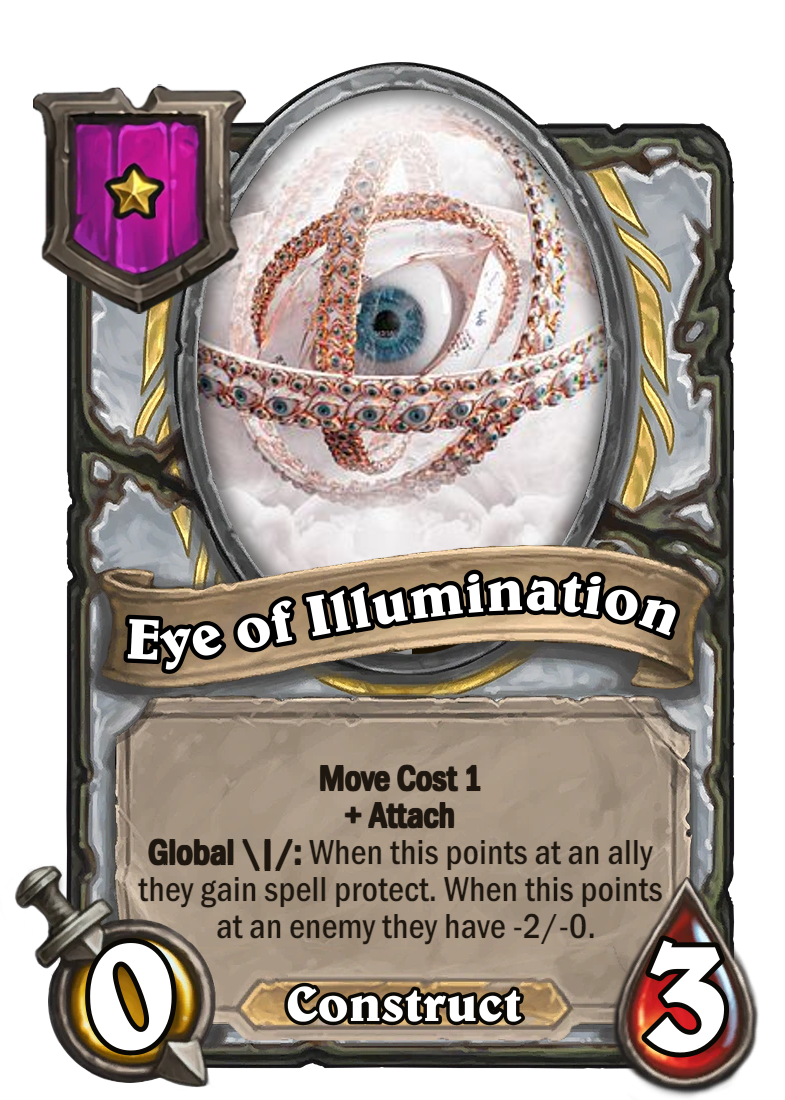 Eye of Illumination
Move Cost 1
+ Attach
Global \|/: When this points at an ally
they gain spell protect. When this points
at an enemy they have -2/-0.
0
Construct
3